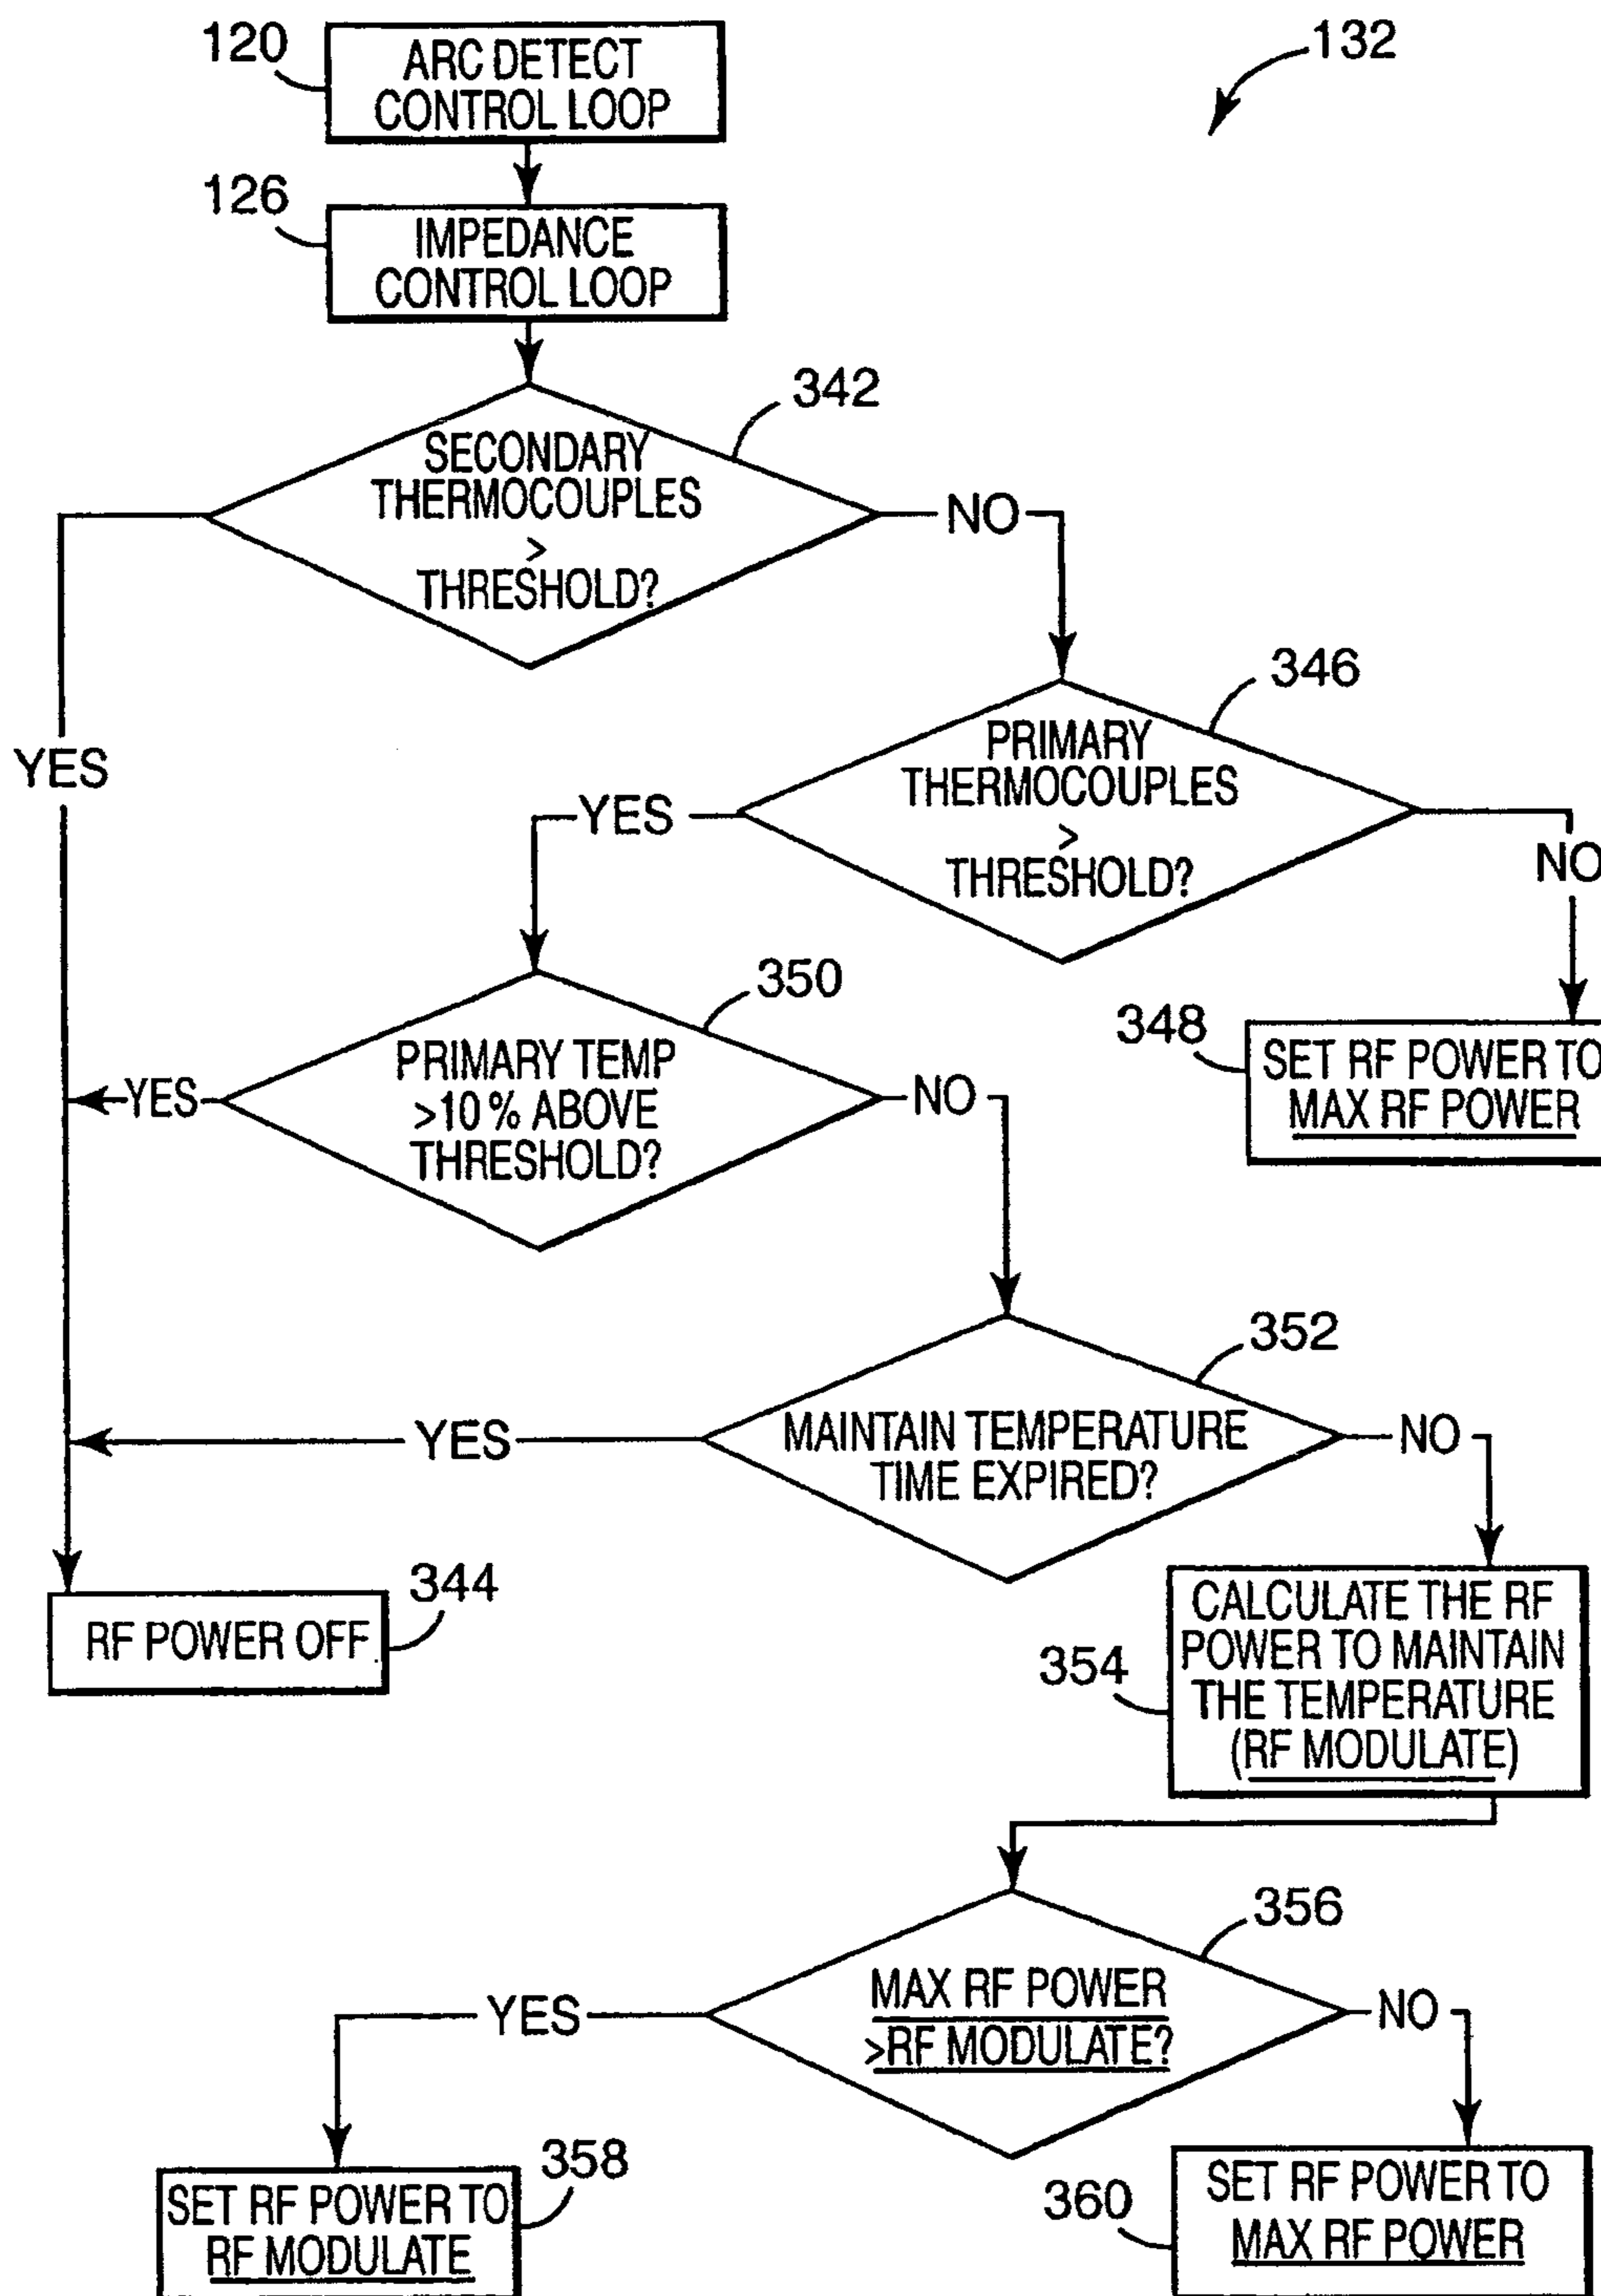 120
ARC DETECT
CONTROL LOOP
132
126
IMPEDANCE
CONTROL LOOP
342
SECONDARY
THERMOCOUPLES
>
THRESHOLD?
NO
YES
346
PRIMARY
THERMOCOUPLES
>
THRESHOLD?
YES
NO
350
PRIMARY TEMP
>10 % ABOVE
THRESHOLD?
YES
NO
348
SET RF POWER TO
MAX RF POWER
352
MAINTAIN TEMPERATURE
TIME EXPIRED?
YES
NO
344
RF POWER OFF
354
CALCULATE THE RF
POWER TO MAINTAIN
THE TEMPERATURE
(RF MODULATE)
356
MAX RF POWER
>RF MODULATE?
YES
NO
358
SET RF POWER TO
RF MODULATE
360
SET RF POWER TO
MAX RF POWER